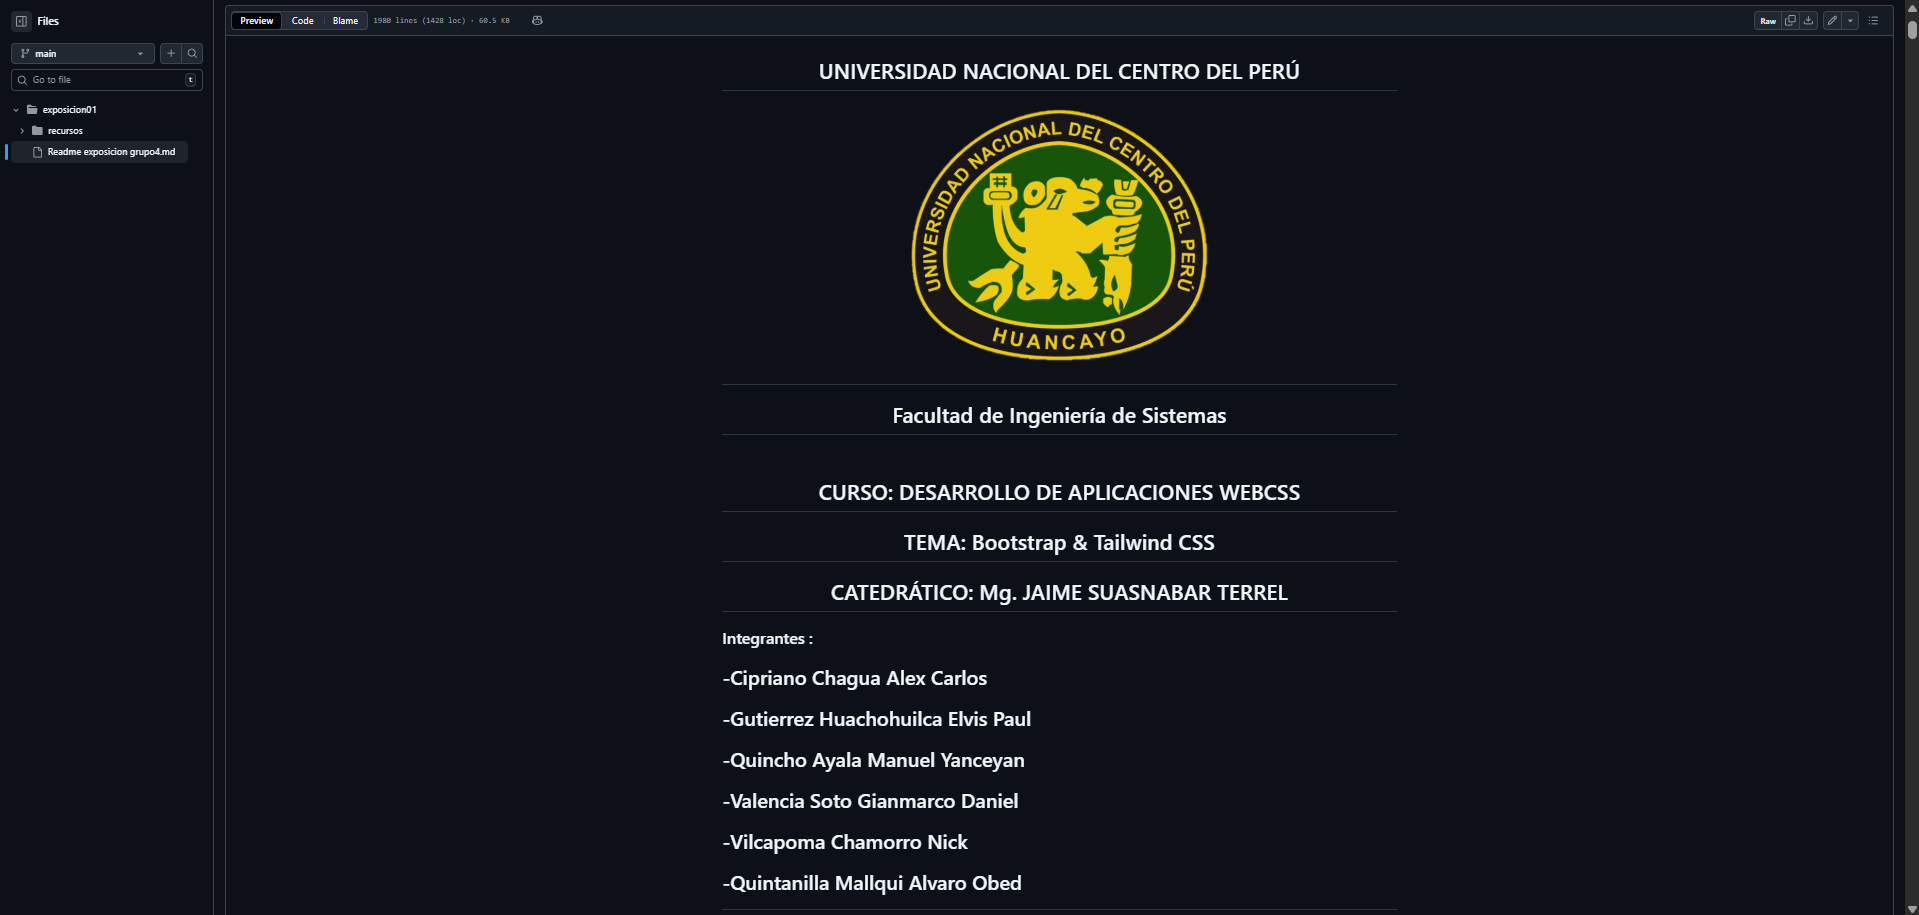 Files
main
Go to file
t
exposicion01
recursos
Readme exposicion grupo4.md
Preview
Code
Blame
1980 lines (1428 loc) · 60.5 KB
Raw
UNIVERSIDAD NACIONAL DEL CENTRO DEL PERÚ
UNIVERSIDAD NACIONAL DEL CENTRO DEL PERÚ
HUANCAYO
Facultad de Ingeniería de Sistemas
CURSO: DESARROLLO DE APLICACIONES WEBCSS
TEMA: Bootstrap & Tailwind CSS
CATEDRÁTICO: Mg. JAIME SUASNABAR TERREL
Integrantes :
-Cipriano Chagua Alex Carlos
-Gutierrez Huachohuilca Elvis Paul
-Quincho Ayala Manuel Yanceyan
-Valencia Soto Gianmarco Daniel
-Vilcapoma Chamorro Nick
-Quintanilla Mallqui Alvaro Obed